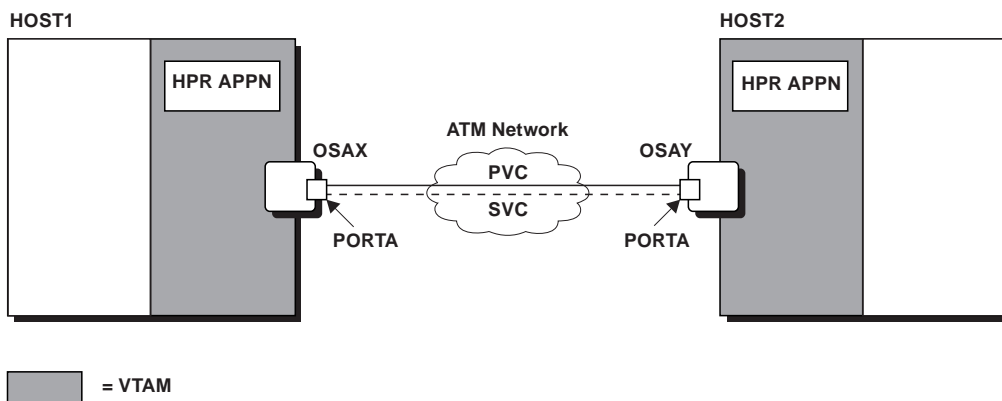 HOST1
HOST2
HPR APPN
HPR APPN
ATM Network
OSAX
OSAY
PVC
SVC
PORTA
PORTA
= VTAM